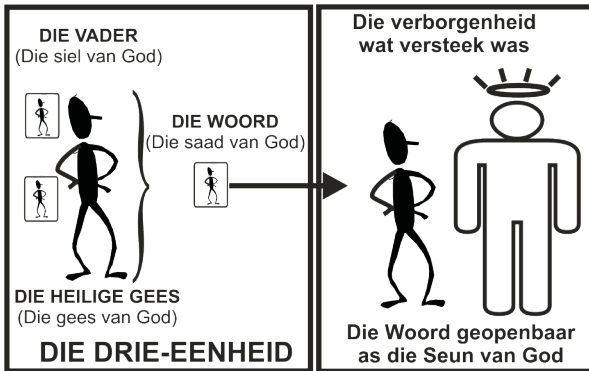 DIE VADER
(Die siel van God)
DIE WOORD
(Die saad van God)
DIE HEILIGE GEES
(Die gees van God)
DIE DRIE-EENHEID
Die verborgenheid
wat versteek was
Die Woord geopenbaar
as die Seun van God